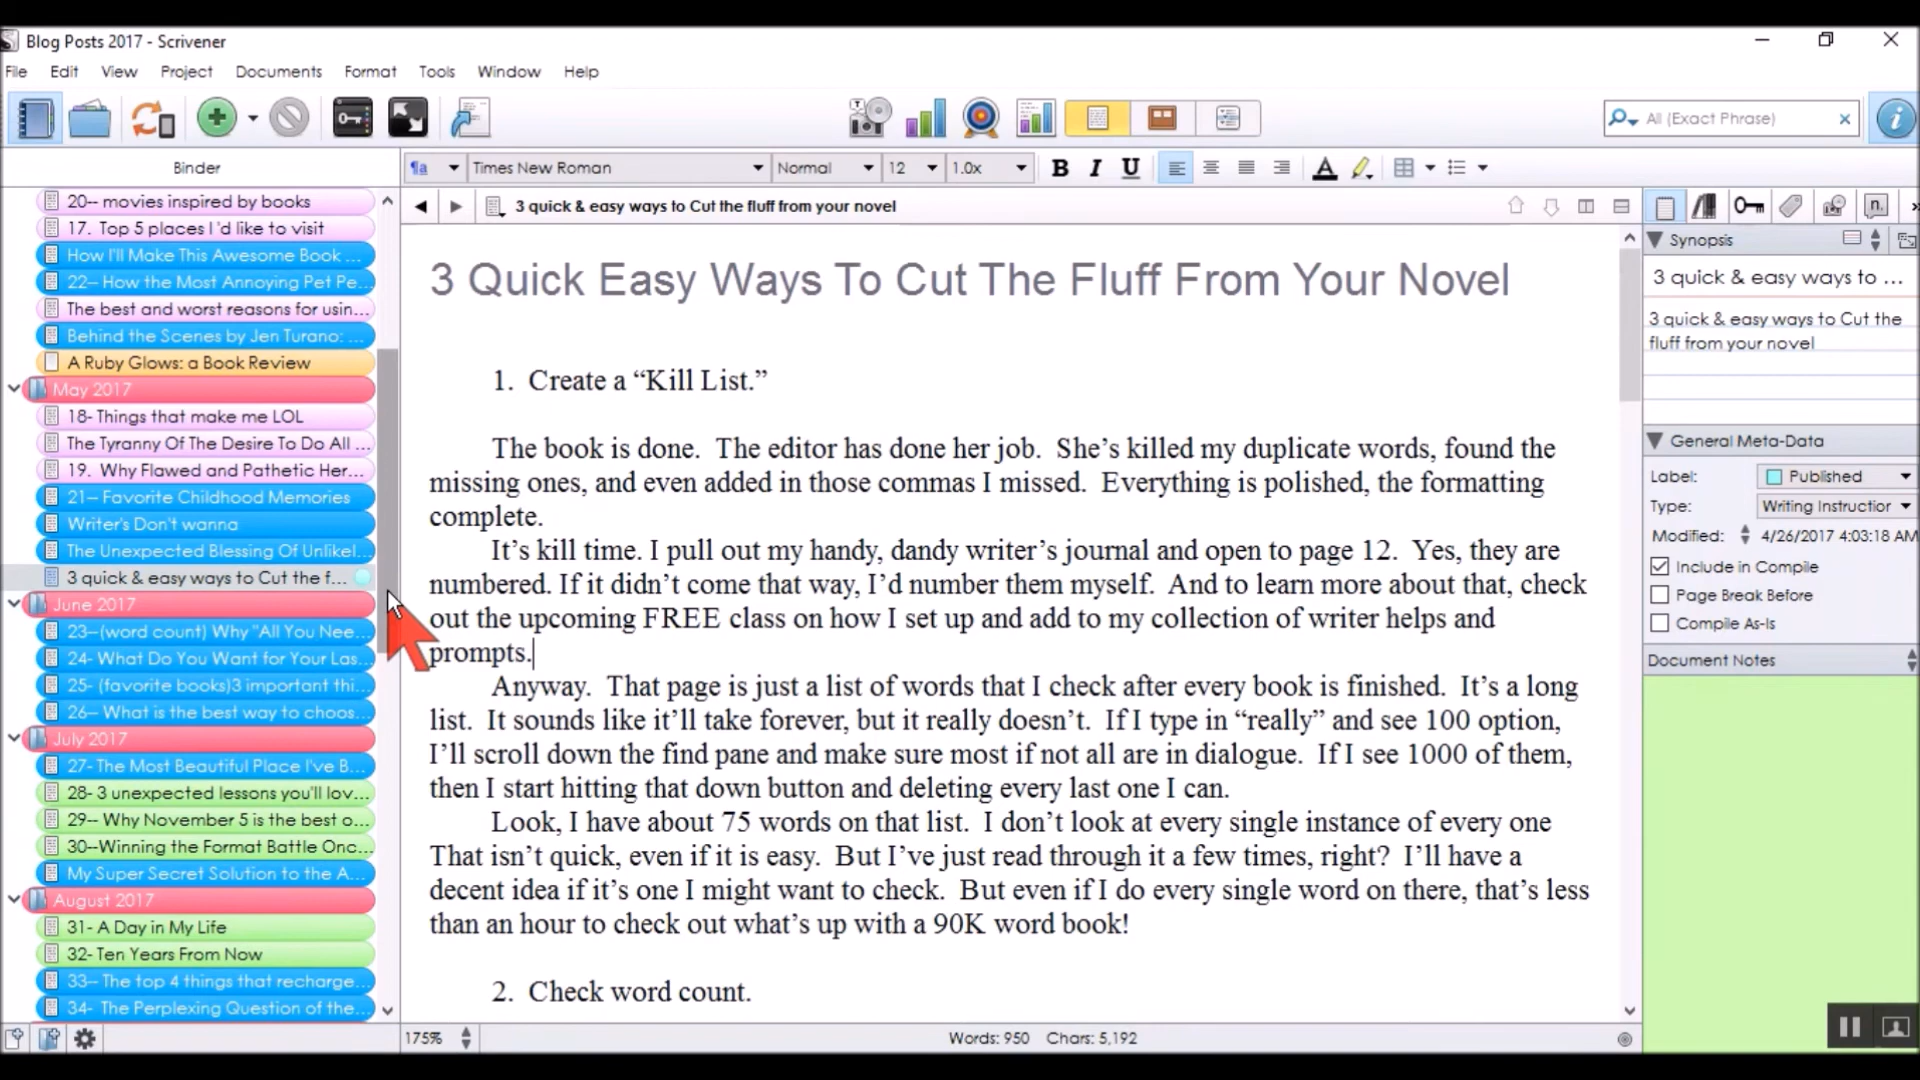 Blog Posts 2017 - Scrivener
File Edit View Project Documents Format Tools Window Help
All (Exact Phrase)
Binder
Times New Roman Normal 12 1.0x B I U A
20-- movies inspired by books
17. Top 5 places I 'd like to visit
How I'll Make This Awesome Book ...
22-- How the Most Annoying Pet Pe...
The best and worst reasons for usin...
Behind the Scenes by Jen Turano: ...
A Ruby Glows: a Book Review
May 2017
18- Things that make me LOL
The Tyranny Of The Desire To Do All ...
19. Why Flawed and Pathetic Her...
21-- Favorite Childhood Memories
Writer's Don't wanna
The Unexpected Blessing Of Unlikel...
3 quick & easy ways to Cut the f...
June 2017
23--(word count) Why "All You Nee...
24- What Do You Want for Your Las...
25- (favorite books)3 important thi...
26-- What is the best way to choos...
July 2017
27- The Most Beautiful Place I've B...
28- 3 unexpected lessons you'll lov...
29-- Why November 5 is the best o...
30--Winning the Format Battle Onc...
My Super Secret Solution to the A...
August 2017
31- A Day in My Life
32- Ten Years From Now
33-- The top 4 things that recharge...
34- The Perplexing Question of the...
3 quick & easy ways to Cut the fluff from your novel
3 Quick Easy Ways To Cut The Fluff From Your Novel
1. Create a “Kill List.”
The book is done. The editor has done her job. She’s killed my duplicate words, found the
missing ones, and even added in those commas I missed. Everything is polished, the formatting
complete.
It’s kill time. I pull out my handy, dandy writer’s journal and open to page 12. Yes, they are
numbered. If it didn’t come that way, I’d number them myself. And to learn more about that, check
out the upcoming FREE class on how I set up and add to my collection of writer helps and
prompts.
Anyway. That page is just a list of words that I check after every book is finished. It’s a long
list. It sounds like it’ll take forever, but it really doesn’t. If I type in “really” and see 100 option,
I’ll scroll down the find pane and make sure most if not all are in dialogue. If I see 1000 of them,
then I start hitting that down button and deleting every last one I can.
Look, I have about 75 words on that list. I don’t look at every single instance of every one
That isn’t quick, even if it is easy. But I’ve just read through it a few times, right? I’ll have a
decent idea if it’s one I might want to check. But even if I do every single word on there, that’s less
than an hour to check out what’s up with a 90K word book!
2. Check word count.
175%
Words: 950 Chars: 5,192
Synopsis
3 quick & easy ways to ...
3 quick & easy ways to Cut the
fluff from your novel
General Meta-Data
Label: Published
Type: Writing Instruction
Modified: 4/26/2017 4:03:18 AM
Include in Compile
Page Break Before
Compile As-Is
Document Notes